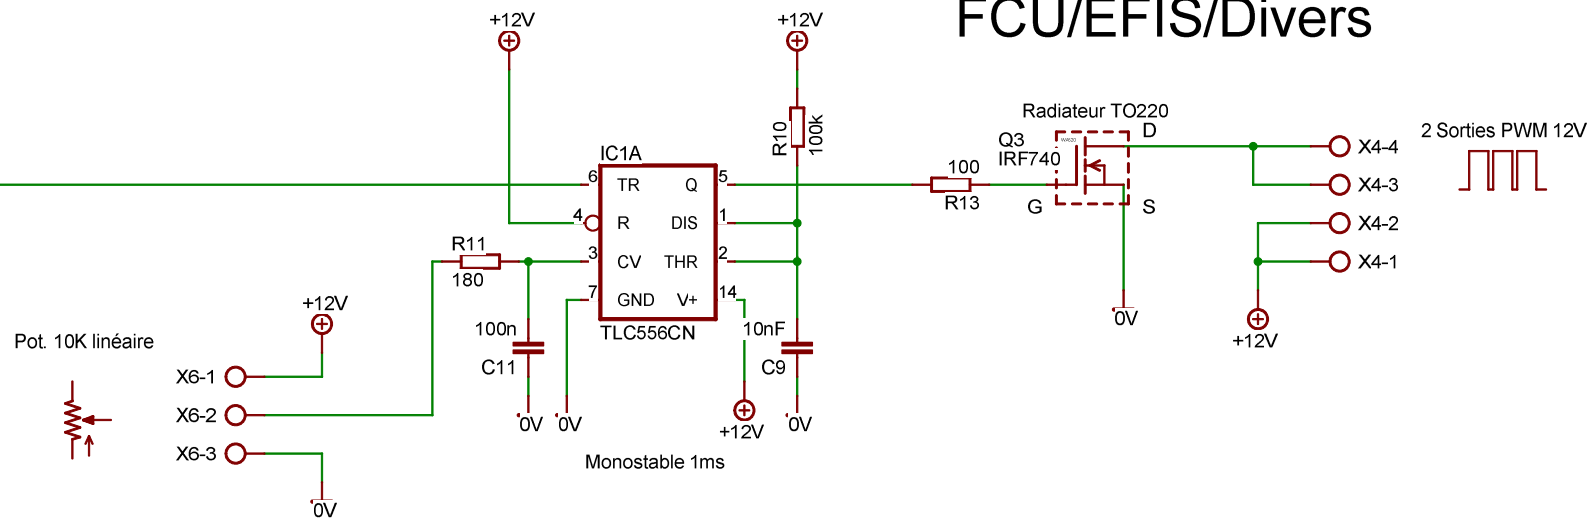 FCU/EFIS/Divers
+12V
+12V
Radiateur TO220
R10
100k
Q3
IRF740
D
G
S
2 Sorties PWM 12V
X4-4
X4-3
X4-2
X4-1
IC1A
6
TR
Q
5
100
R13
4
R
DIS
1
R11
180
3
CV
THR
2
7
GND
V+
14
TLC556CN
100n
C11
10nF
C9
0V
+12V
+12V
Pot. 10K linéaire
X6-1
X6-2
X6-3
0V
0V
+12V
0V
Monostable 1ms
0V